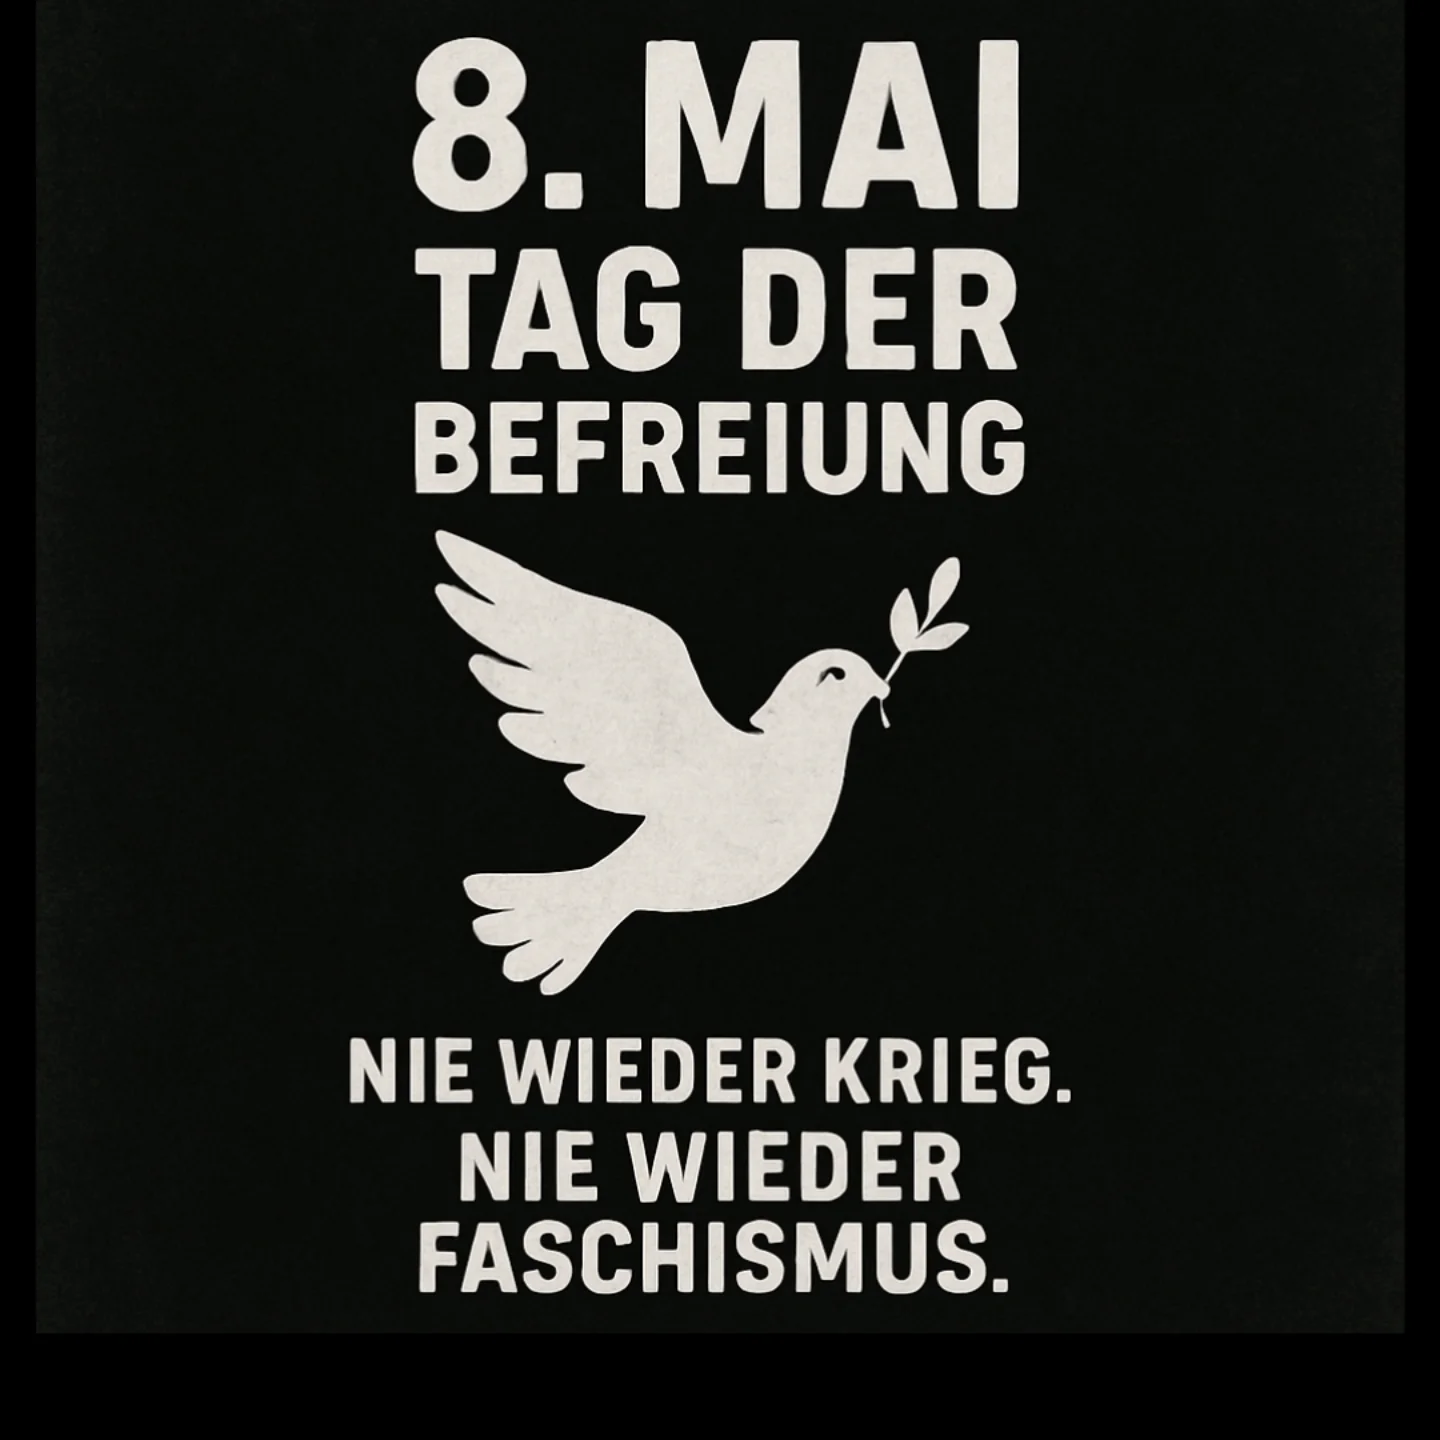 8. MAI
TAG DER
BEFREIUNG
NIE WIEDER KRIEG.
NIE WIEDER
FASCHISMUS.